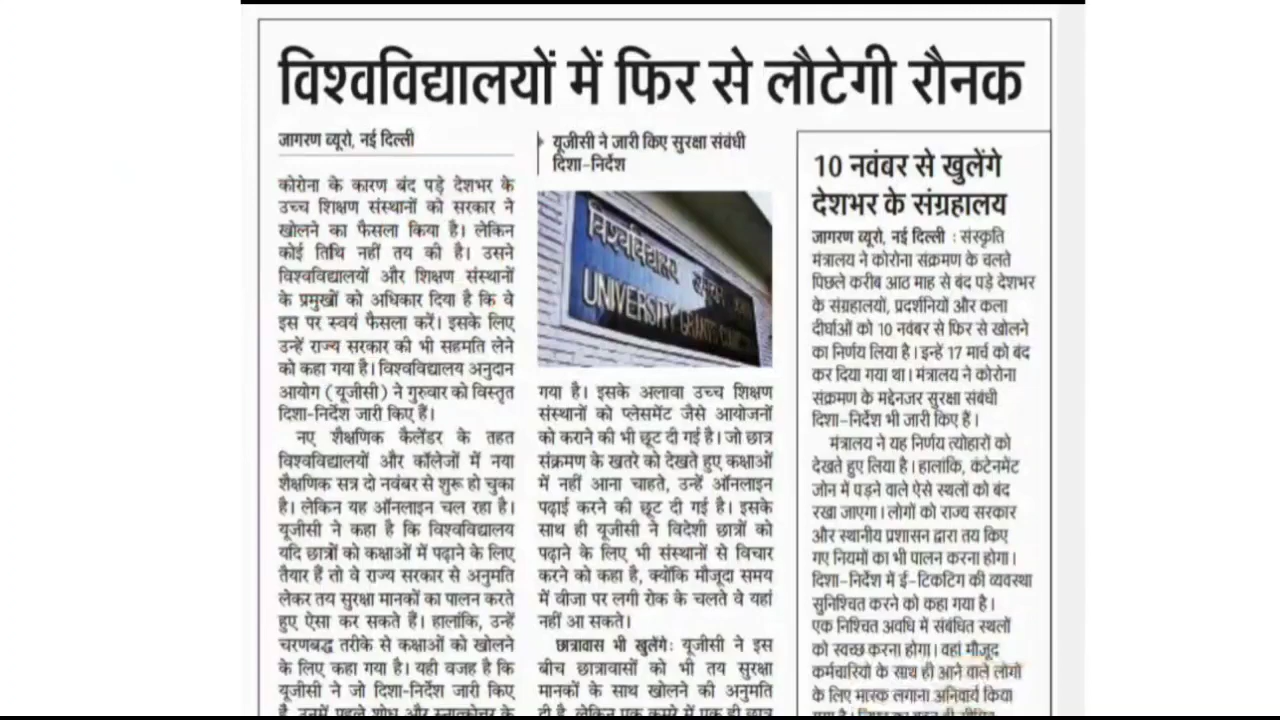 विश्वविद्यालयों में फिर से लौटेगी रौनक
जागरण ब्यूरो, नई दिल्ली
कोरोना के कारण बंद पड़े देशभर के
उच्च शिक्षण संस्थानों को सरकार ने
खोलने का फैसला किया है। लेकिन
कोई तिथि नहीं तय की है। उसने
विश्वविद्यालयों और शिक्षण संस्थानों
के प्रमुखों को अधिकार दिया है कि वे
इस पर स्वयं फैसला करें। इसके लिए
उन्हें राज्य सरकार की भी सहमति लेने
को कहा गया है। विश्वविद्यालय अनुदान
आयोग (यूजीसी) ने गुरुवार को विस्तृत
दिशा-निर्देश जारी किए हैं।
नए शैक्षणिक कैलेंडर के तहत
विश्वविद्यालयों और कॉलेजों में नया
शैक्षणिक सत्र दो नवंबर से शुरू हो चुका
है। लेकिन यह ऑनलाइन चल रहा है।
यूजीसी ने कहा है कि विश्वविद्यालय
यदि छात्रों को कक्षाओं में पढ़ाने के लिए
तैयार हैं तो वे राज्य सरकार से अनुमति
लेकर तय सुरक्षा मानकों का पालन करते
हुए ऐसा कर सकते हैं। हालांकि, उन्हें
चरणबद्ध तरीके से कक्षाओं को खोलने
के लिए कहा गया है। यही वजह है कि
यूजीसी ने जो दिशा-निर्देश जारी किए
हैं, उनमें पहले शोध और स्नातकोत्तर के
यूजीसी ने जारी किए सुरक्षा संबंधी
दिशा-निर्देश
विश्वविद्यालय
UNIVERSITY GRANTS
गया है। इसके अलावा उच्च शिक्षण
संस्थानों को प्लेसमेंट जैसे आयोजनों
को कराने की भी छूट दी गई है। जो छात्र
संक्रमण के खतरे को देखते हुए कक्षाओं
में नहीं आना चाहते, उन्हें ऑनलाइन
पढ़ाई करने की छूट दी गई है। इसके
साथ ही यूजीसी ने विदेशी छात्रों को
पढ़ाने के लिए भी संस्थानों से विचार
करने को कहा है, क्योंकि मौजूदा समय
में वीजा पर लगी रोक के चलते वे यहां
नहीं आ सकते।
छात्रावास भी खुलेंगे: यूजीसी ने इस
बीच छात्रावासों को भी तय सुरक्षा
मानकों के साथ खोलने की अनुमति
दी है, लेकिन एक कमरे में एक ही छात्र
10 नवंबर से खुलेंगे
देशभर के संग्रहालय
जागरण ब्यूरो, नई दिल्ली : संस्कृति
मंत्रालय ने कोरोना संक्रमण के चलते
पिछले करीब आठ माह से बंद पड़े देशभर
के संग्रहालयों, प्रदर्शनियों और कला
दीर्घाओं को 10 नवंबर से फिर से खोलने
का निर्णय लिया है। इन्हें 17 मार्च को बंद
कर दिया गया था। मंत्रालय ने कोरोना
संक्रमण के मद्देनजर सुरक्षा संबंधी
दिशा-निर्देश भी जारी किए हैं।
मंत्रालय ने यह निर्णय त्योहारों को
देखते हुए लिया है। हालांकि, कंटेनमेंट
जोन में पड़ने वाले ऐसे स्थलों को बंद
रखा जाएगा। लोगों को राज्य सरकार
और स्थानीय प्रशासन द्वारा तय किए
गए नियमों का भी पालन करना होगा।
दिशा-निर्देश में ई-टिकटिंग की व्यवस्था
सुनिश्चित करने को कहा गया है।
एक निश्चित अवधि में संबंधित स्थलों
को स्वच्छ करना होगा। वहां मौजूद
कर्मचारियों के साथ ही आने वाले लोगों
के लिए मास्क लगाना अनिवार्य किया